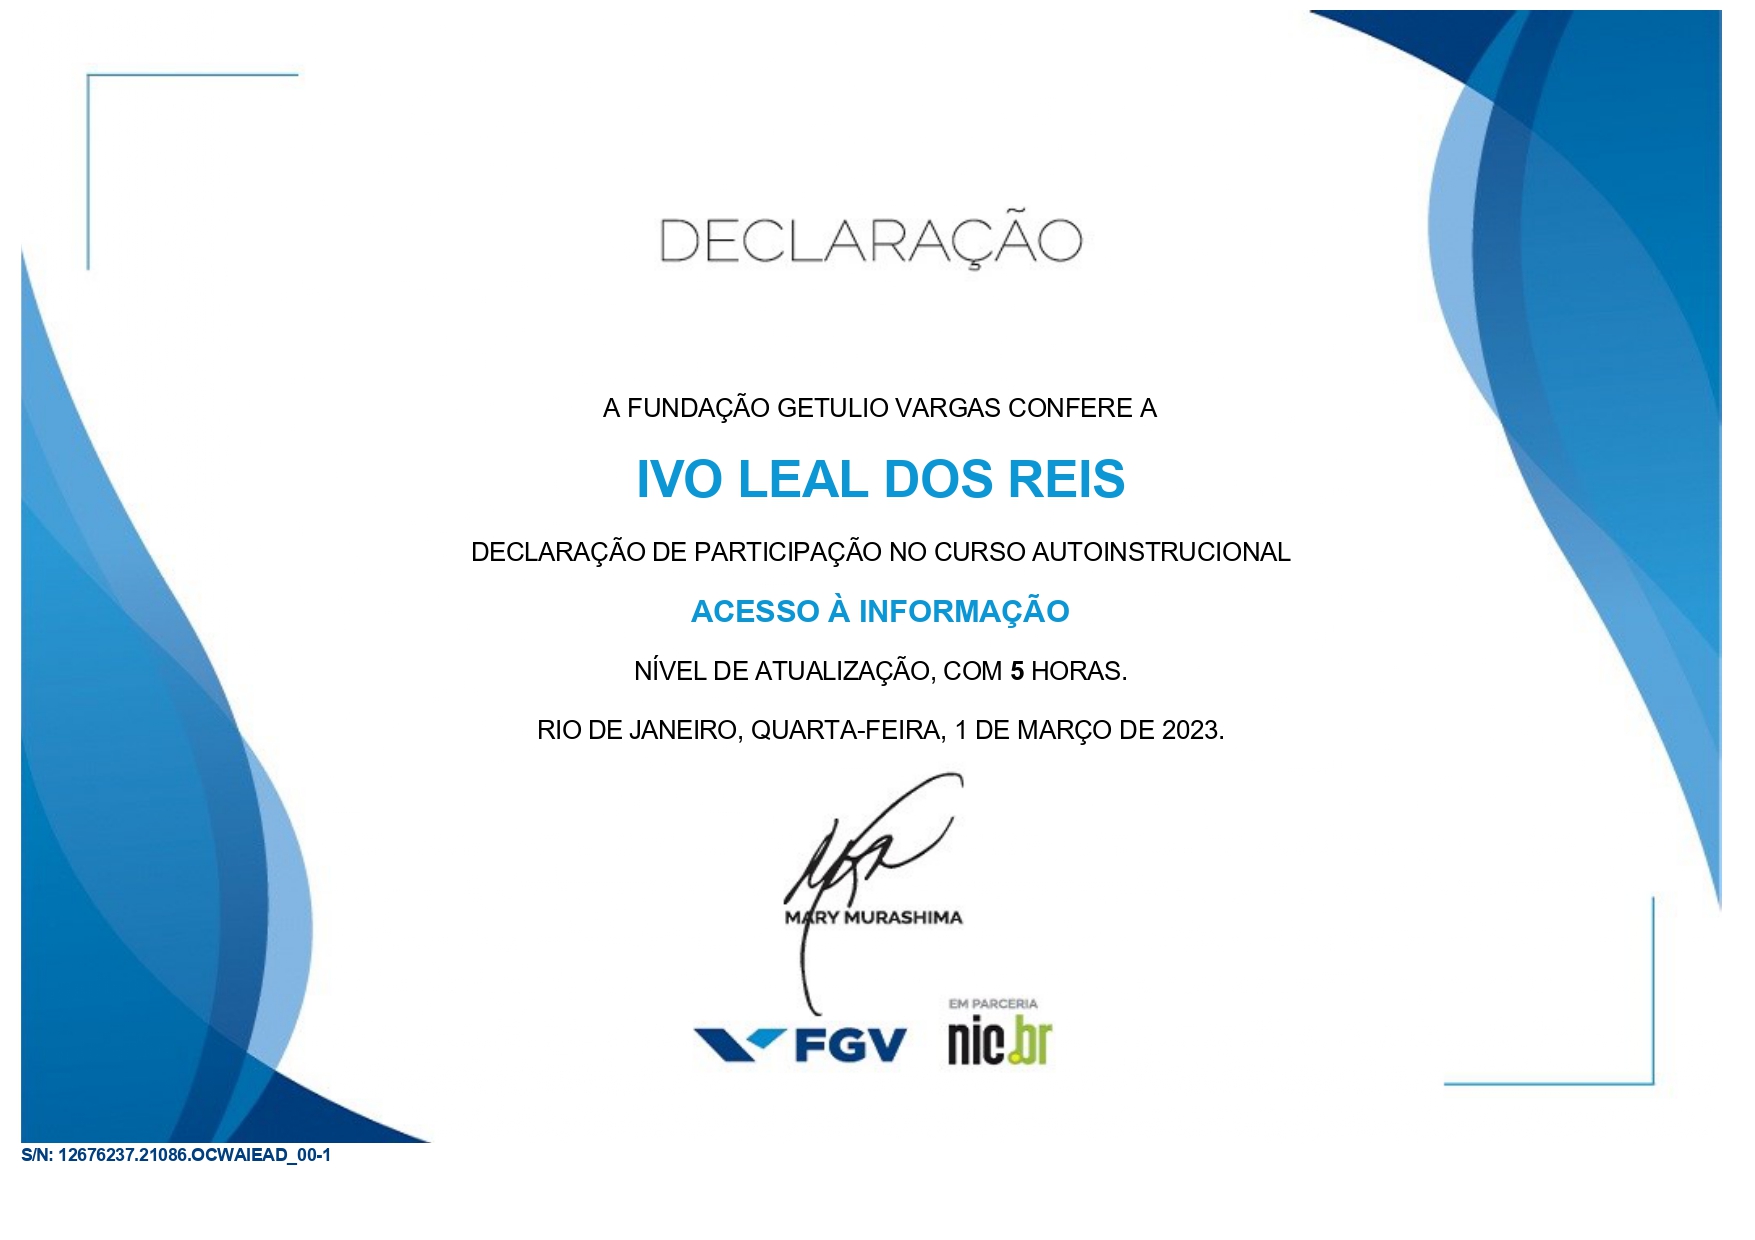 DECLARAÇÃO
A FUNDAÇÃO GETULIO VARGAS CONFERE A
IVO LEAL DOS REIS
DECLARAÇÃO DE PARTICIPAÇÃO NO CURSO AUTOINSTRUCIONAL
ACESSO À INFORMAÇÃO
NÍVEL DE ATUALIZAÇÃO, COM 5 HORAS.
RIO DE JANEIRO, QUARTA-FEIRA, 1 DE MARÇO DE 2023.
MARY MURASHIMA
EM PARCERIA
FGV nic.br
S/N: 12676237.21086.OCWAIEAD_00-1